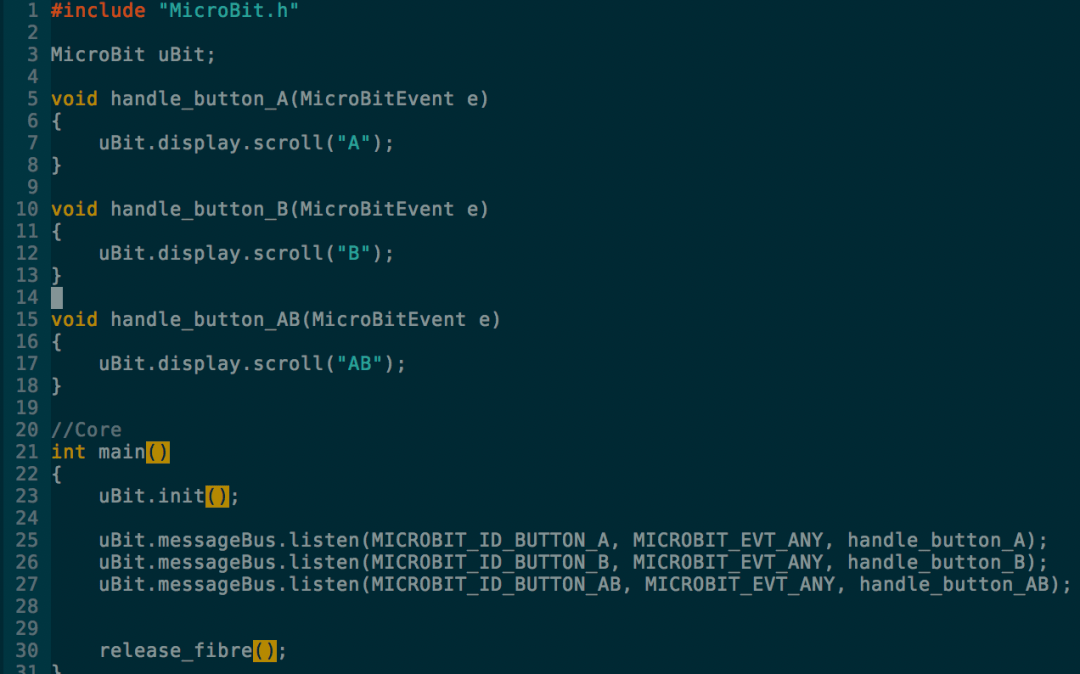 1 #include "MicroBit.h"
2
3 MicroBit uBit;
4
5 void handle_button_A(MicroBitEvent e)
6 {
7     uBit.display.scroll("A");
8 }
9
10 void handle_button_B(MicroBitEvent e)
11 {
12     uBit.display.scroll("B");
13 }
14
15 void handle_button_AB(MicroBitEvent e)
16 {
17     uBit.display.scroll("AB");
18 }
19
20 //Core
21 int main()
22 {
23     uBit.init();
24
25     uBit.messageBus.listen(MICROBIT_ID_BUTTON_A, MICROBIT_EVT_ANY, handle_button_A);
26     uBit.messageBus.listen(MICROBIT_ID_BUTTON_B, MICROBIT_EVT_ANY, handle_button_B);
27     uBit.messageBus.listen(MICROBIT_ID_BUTTON_AB, MICROBIT_EVT_ANY, handle_button_AB);
28
29
30     release_fibre();
31 }